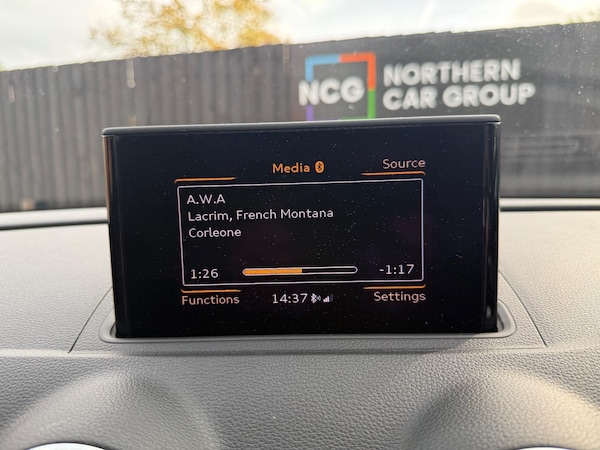 NCG NORTHERN
CAR GROUP
Media Source
A.W.A
Lacrim, French Montana
Corleone
1:26 -1:17
Functions 14:37 Settings